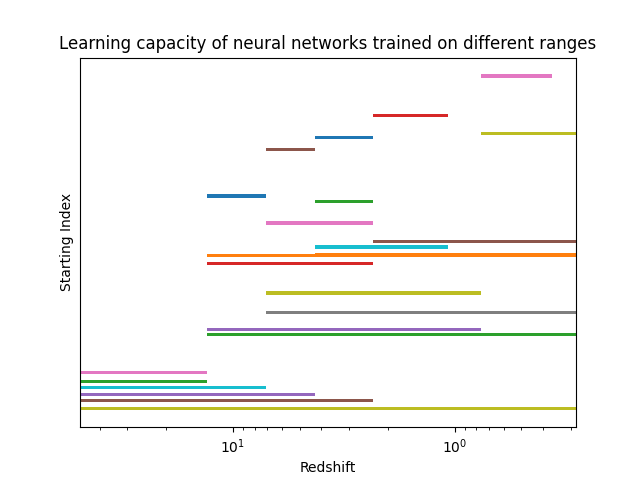 Learning capacity of neural networks trained on different ranges
Starting Index
10¹
10⁰
Redshift